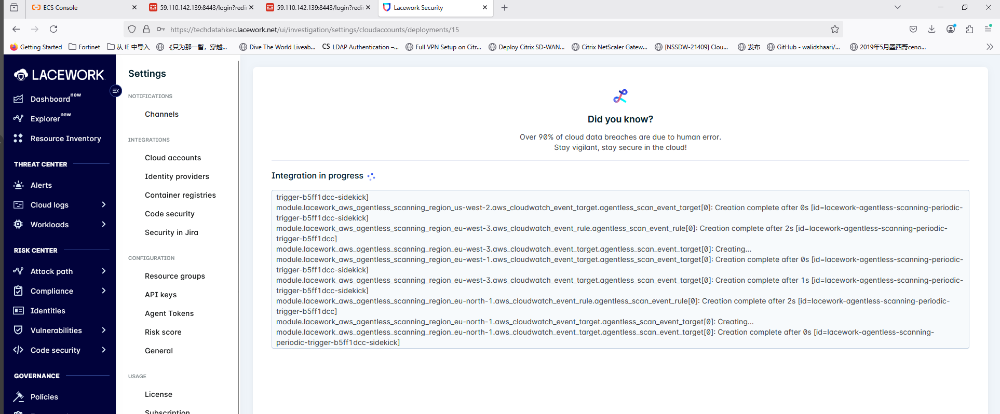 ECS Console
59.110.142.139:8443/login?redir
59.110.142.139:8443/login?redir
Lacework Security
https://techdatahkec.lacework.net/ui/investigation/settings/cloudaccounts/deployments/15
Getting Started
Fortinet
从 IE 中导入
《只为那一瞥，穿越...
Dive The World Liveab...
CS LDAP Authentication –...
Full VPN Setup on Citr...
Deploy Citrix SD-WAN...
Citrix NetScaler Gatew...
[NSSDW-21409] Clou...
发布
GitHub - walidshaari/...
2019年5月墨西哥ceno...
LACEWORK
Dashboard new
Explorer new
Resource Inventory
THREAT CENTER
Alerts
Cloud logs
Workloads
RISK CENTER
Attack path
Compliance
Identities
Vulnerabilities
Code security
GOVERNANCE
Policies
Settings
NOTIFICATIONS
Channels
INTEGRATIONS
Cloud accounts
Identity providers
Container registries
Code security
Security in Jira
CONFIGURATION
Resource groups
API keys
Agent Tokens
Risk score
General
USAGE
License
Subscription
Did you know?
Over 90% of cloud data breaches are due to human error.
Stay vigilant, stay secure in the cloud!
Integration in progress
trigger-b5ff1dcc-sidekick]
module.lacework_aws_agentless_scanning_region_us-west-2.aws_cloudwatch_event_target.agentless_scan_event_target[0]: Creation complete after 0s [id=lacework-agentless-scanning-periodic-
trigger-b5ff1dcc-sidekick]
module.lacework_aws_agentless_scanning_region_eu-west-3.aws_cloudwatch_event_rule.agentless_scan_event_rule[0]: Creation complete after 2s [id=lacework-agentless-scanning-periodic-
trigger-b5ff1dcc]
module.lacework_aws_agentless_scanning_region_eu-west-3.aws_cloudwatch_event_target.agentless_scan_event_target[0]: Creating...
module.lacework_aws_agentless_scanning_region_eu-west-1.aws_cloudwatch_event_target.agentless_scan_event_target[0]: Creation complete after 0s [id=lacework-agentless-scanning-periodic-
trigger-b5ff1dcc-sidekick]
module.lacework_aws_agentless_scanning_region_eu-west-3.aws_cloudwatch_event_target.agentless_scan_event_target[0]: Creation complete after 1s [id=lacework-agentless-scanning-periodic-
trigger-b5ff1dcc-sidekick]
module.lacework_aws_agentless_scanning_region_eu-north-1.aws_cloudwatch_event_rule.agentless_scan_event_rule[0]: Creation complete after 2s [id=lacework-agentless-scanning-periodic-
trigger-b5ff1dcc]
module.lacework_aws_agentless_scanning_region_eu-north-1.aws_cloudwatch_event_target.agentless_scan_event_target[0]: Creating...
module.lacework_aws_agentless_scanning_region_eu-north-1.aws_cloudwatch_event_target.agentless_scan_event_target[0]: Creation complete after 0s [id=lacework-agentless-scanning-
periodic-trigger-b5ff1dcc-sidekick]